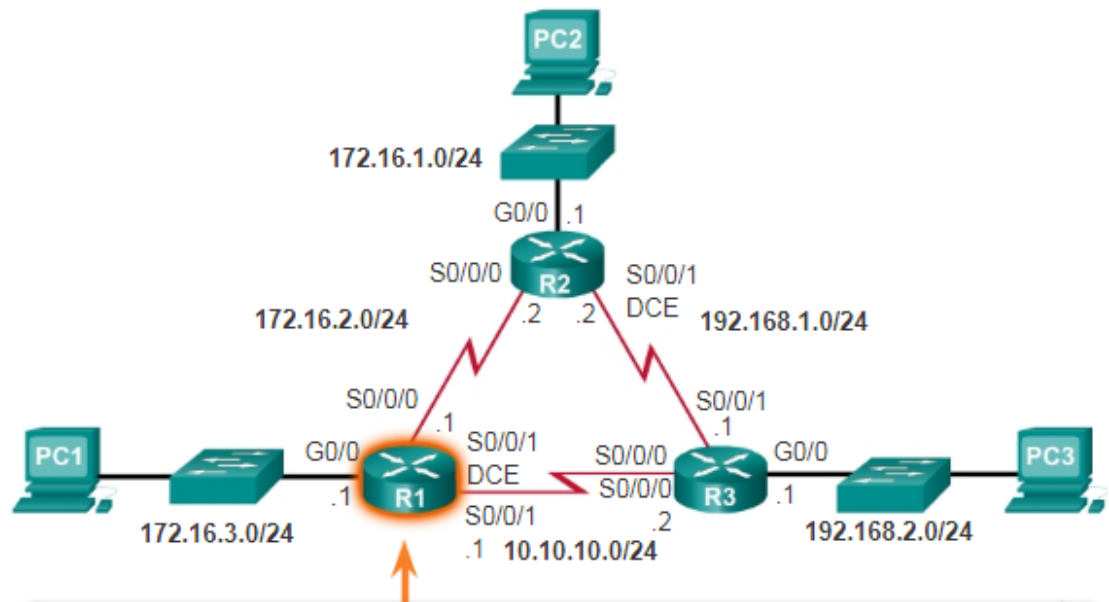 PC2
172.16.1.0/24
G0/0 .1
S0/0/0
R2
S0/0/1
DCE
.2 .2
172.16.2.0/24
192.168.1.0/24
S0/0/0
.1
S0/0/1
.1
PC1
G0/0
.1
R1
S0/0/1
DCE
S0/0/0
S0/0/0
.2
R3
G0/0
.1
PC3
172.16.3.0/24
S0/0/1
.1
10.10.10.0/24
192.168.2.0/24